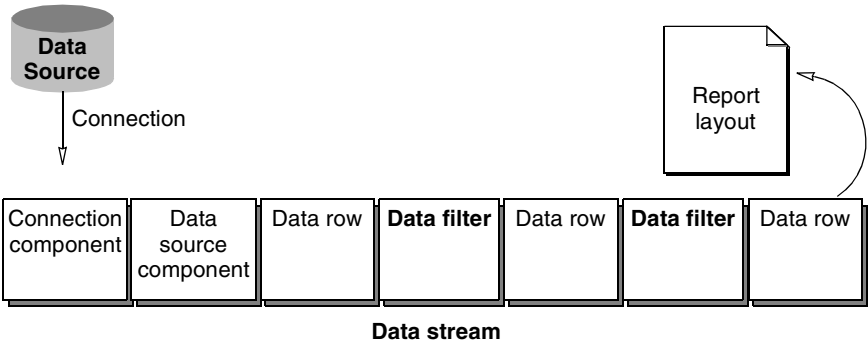 Data
Source
Connection
Report
layout
Connection
component
Data
source
component
Data row
Data filter
Data row
Data filter
Data row
Data stream